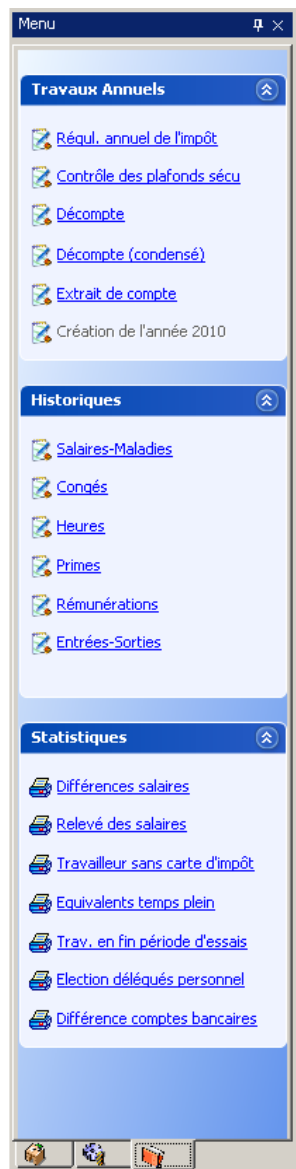 Menu
Travaux Annuels
Régul. annuel de l'impôt
Contrôle des plafonds sécu
Décompte
Décompte (condensé)
Extrait de compte
Création de l'année 2010
Historiques
Salaires-Maladies
Congés
Heures
Primes
Rémunérations
Entrées-Sorties
Statistiques
Différences salaires
Relevé des salaires
Travailleur sans carte d'impôt
Equivalents temps plein
Trav. en fin période d'essais
Election délégués personnel
Différence comptes bancaires